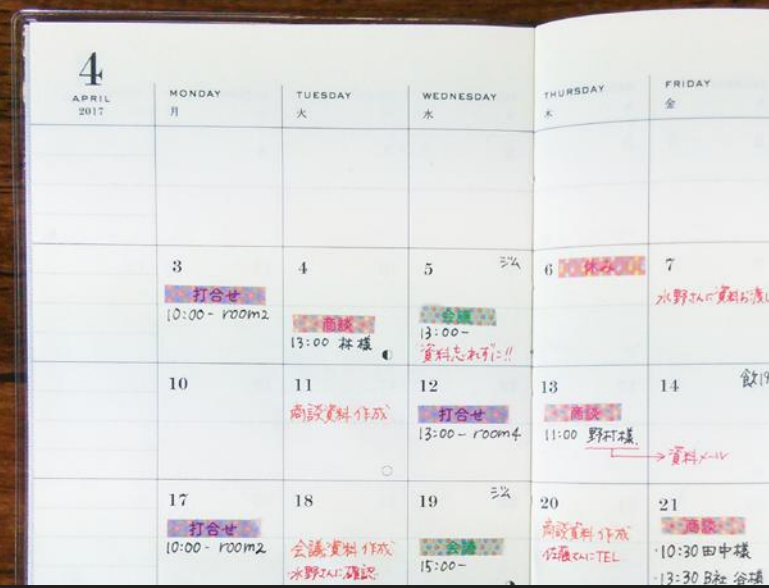 4
APRIL
2017
MONDAY
月
TUESDAY
火
WEDNESDAY
水
THURSDAY
木
FRIDAY
金
3
打合せ
10:00- room2
4
商談
13:00 林様
5
ジム
会議
13:00-
資料忘れずに!!
6
休み
7
水野さんに資料お渡し
10
11
商談資料作成
12
打合せ
13:00- room4
13
商談
11:00 野村様
→資料メール
14
17
打合せ
10:00- room2
18
会議資料作成
水野さんに確認
19
ジム
会議
15:00-
20
商談資料作成
佐藤さんにTEL
21
商談
・10:30 田中様
・13:30 B社 谷様